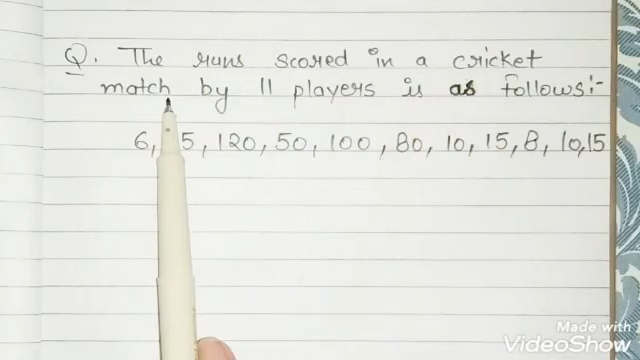 Q. The runs scored in a cricket
match by 11 players is as follows:-
6, 5, 120, 50, 100, 80, 10, 15, 8, 10, 15
Made with
VideoShow